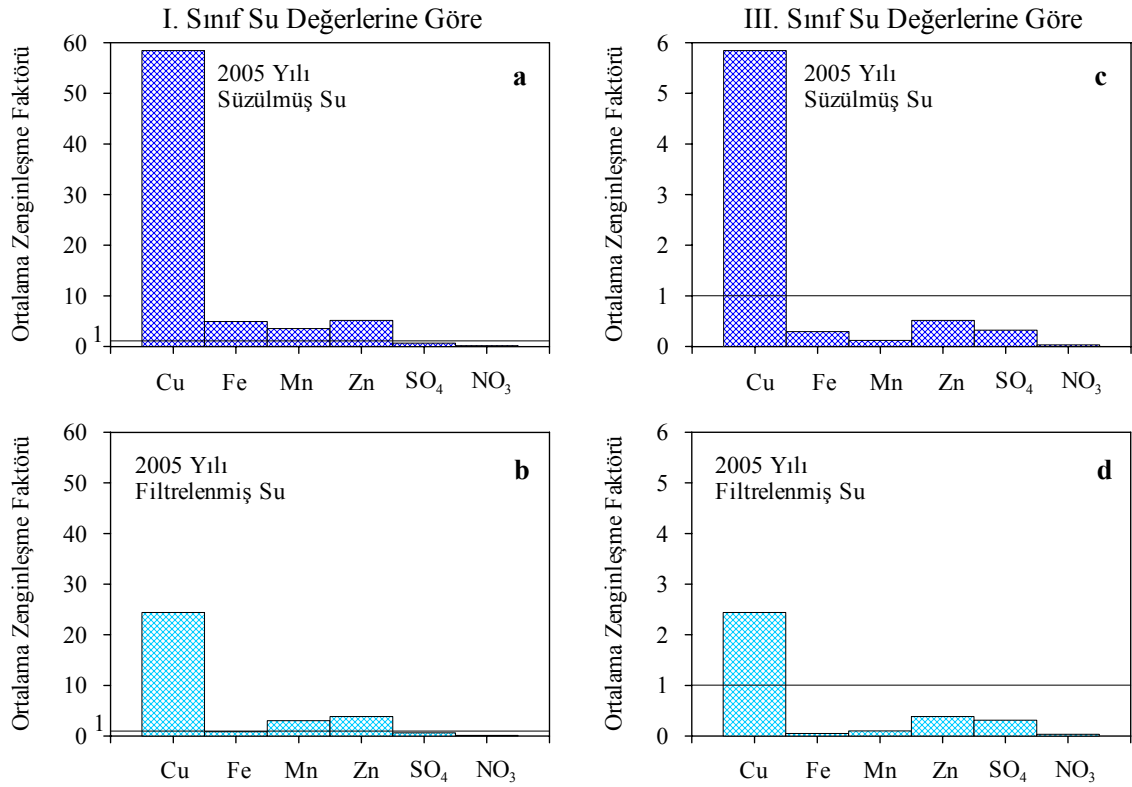 I. Sınıf Su Değerlerine Göre
Ortalama Zenginleşme Faktörü
60
50
40
30
20
10
1
0
2005 Yılı
Süzülmüş Su
a
Cu Fe Mn Zn SO₄ NO₃
III. Sınıf Su Değerlerine Göre
Ortalama Zenginleşme Faktörü
6
5
4
3
2
1
0
2005 Yılı
Süzülmüş Su
c
Cu Fe Mn Zn SO₄ NO₃
Ortalama Zenginleşme Faktörü
60
50
40
30
20
10
1
0
2005 Yılı
Filtrelenmiş Su
b
Cu Fe Mn Zn SO₄ NO₃
Ortalama Zenginleşme Faktörü
6
5
4
3
2
1
0
2005 Yılı
Filtrelenmiş Su
d
Cu Fe Mn Zn SO₄ NO₃